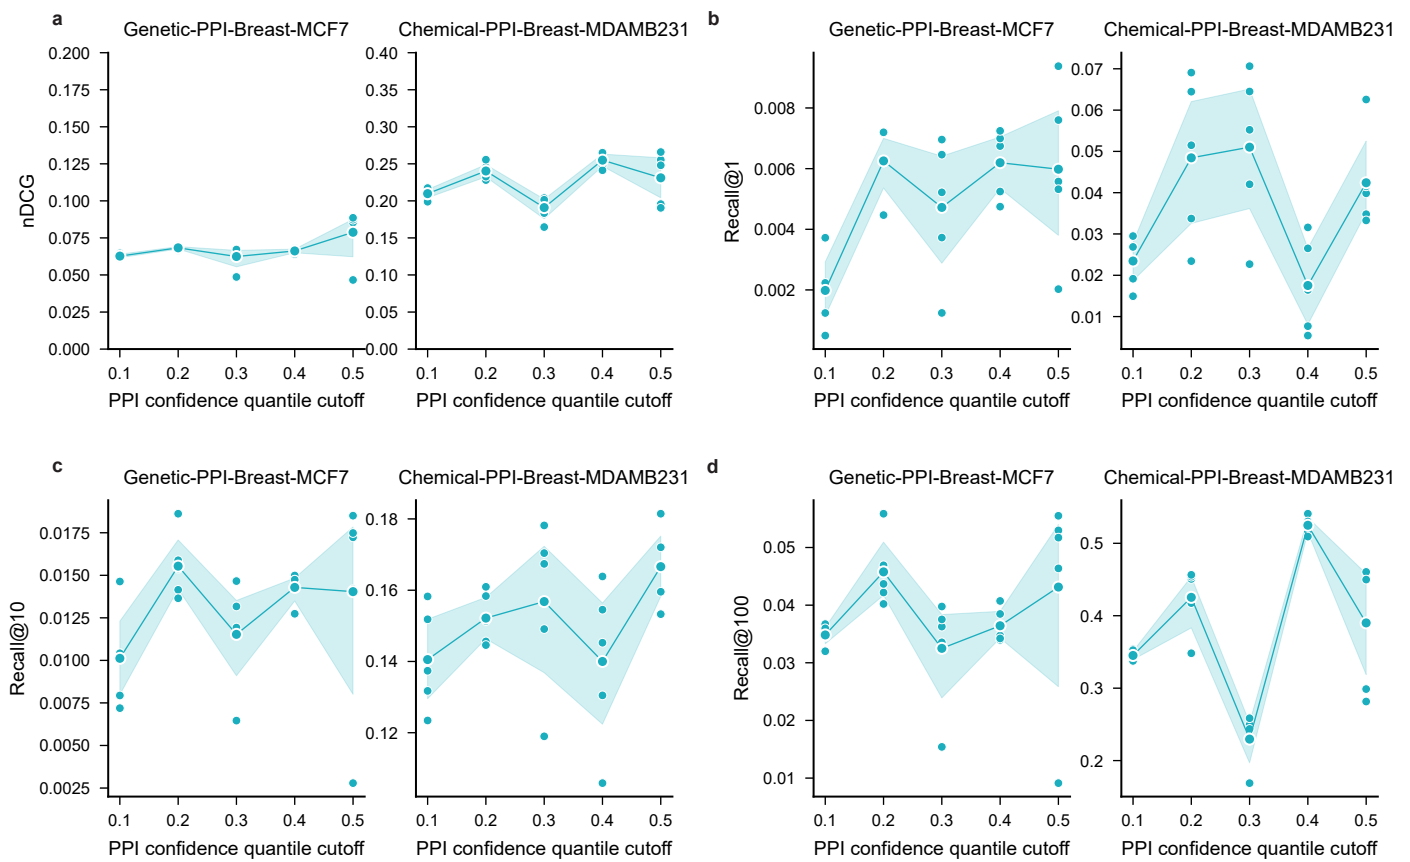 a
Genetic-PPI-Breast-MCF7
nDCG
0.200
0.175
0.150
0.125
0.100
0.075
0.050
0.025
0.000
0.1 0.2 0.3 0.4 0.5
PPI confidence quantile cutoff
Chemical-PPI-Breast-MDAMB231
0.40
0.35
0.30
0.25
0.20
0.15
0.10
0.05
0.00
0.1 0.2 0.3 0.4 0.5
PPI confidence quantile cutoff
b
Genetic-PPI-Breast-MCF7
Recall@1
0.008
0.006
0.004
0.002
0.1 0.2 0.3 0.4 0.5
PPI confidence quantile cutoff
Chemical-PPI-Breast-MDAMB231
0.07
0.06
0.05
0.04
0.03
0.02
0.01
0.1 0.2 0.3 0.4 0.5
PPI confidence quantile cutoff
c
Genetic-PPI-Breast-MCF7
Recall@10
0.0175
0.0150
0.0125
0.0100
0.0075
0.0050
0.0025
0.1 0.2 0.3 0.4 0.5
PPI confidence quantile cutoff
Chemical-PPI-Breast-MDAMB231
0.18
0.16
0.14
0.12
0.1 0.2 0.3 0.4 0.5
PPI confidence quantile cutoff
d
Genetic-PPI-Breast-MCF7
Recall@100
0.05
0.04
0.03
0.02
0.01
0.1 0.2 0.3 0.4 0.5
PPI confidence quantile cutoff
Chemical-PPI-Breast-MDAMB231
0.5
0.4
0.3
0.2
0.1 0.2 0.3 0.4 0.5
PPI confidence quantile cutoff